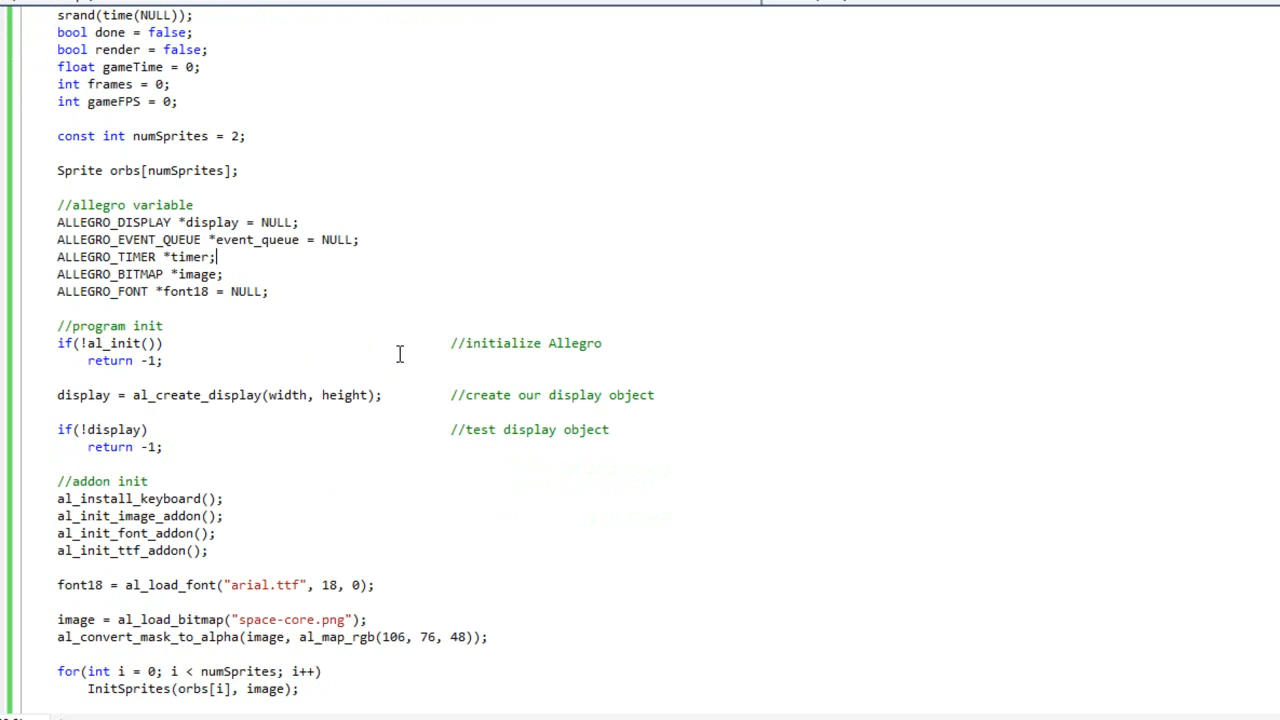 srand(time(NULL));
bool done = false;
bool render = false;
float gameTime = 0;
int frames = 0;
int gameFPS = 0;
const int numSprites = 2;
Sprite orbs[numSprites];
//allegro variable
ALLEGRO_DISPLAY *display = NULL;
ALLEGRO_EVENT_QUEUE *event_queue = NULL;
ALLEGRO_TIMER *timer;
ALLEGRO_BITMAP *image;
ALLEGRO_FONT *font18 = NULL;
//program init
if(!al_init()) //initialize Allegro
return -1;
display = al_create_display(width, height); //create our display object
if(!display) //test display object
return -1;
//addon init
al_install_keyboard();
al_init_image_addon();
al_init_font_addon();
al_init_ttf_addon();
font18 = al_load_font("arial.ttf", 18, 0);
image = al_load_bitmap("space-core.png");
al_convert_mask_to_alpha(image, al_map_rgb(106, 76, 48));
for(int i = 0; i < numSprites; i++)
InitSprites(orbs[i], image);